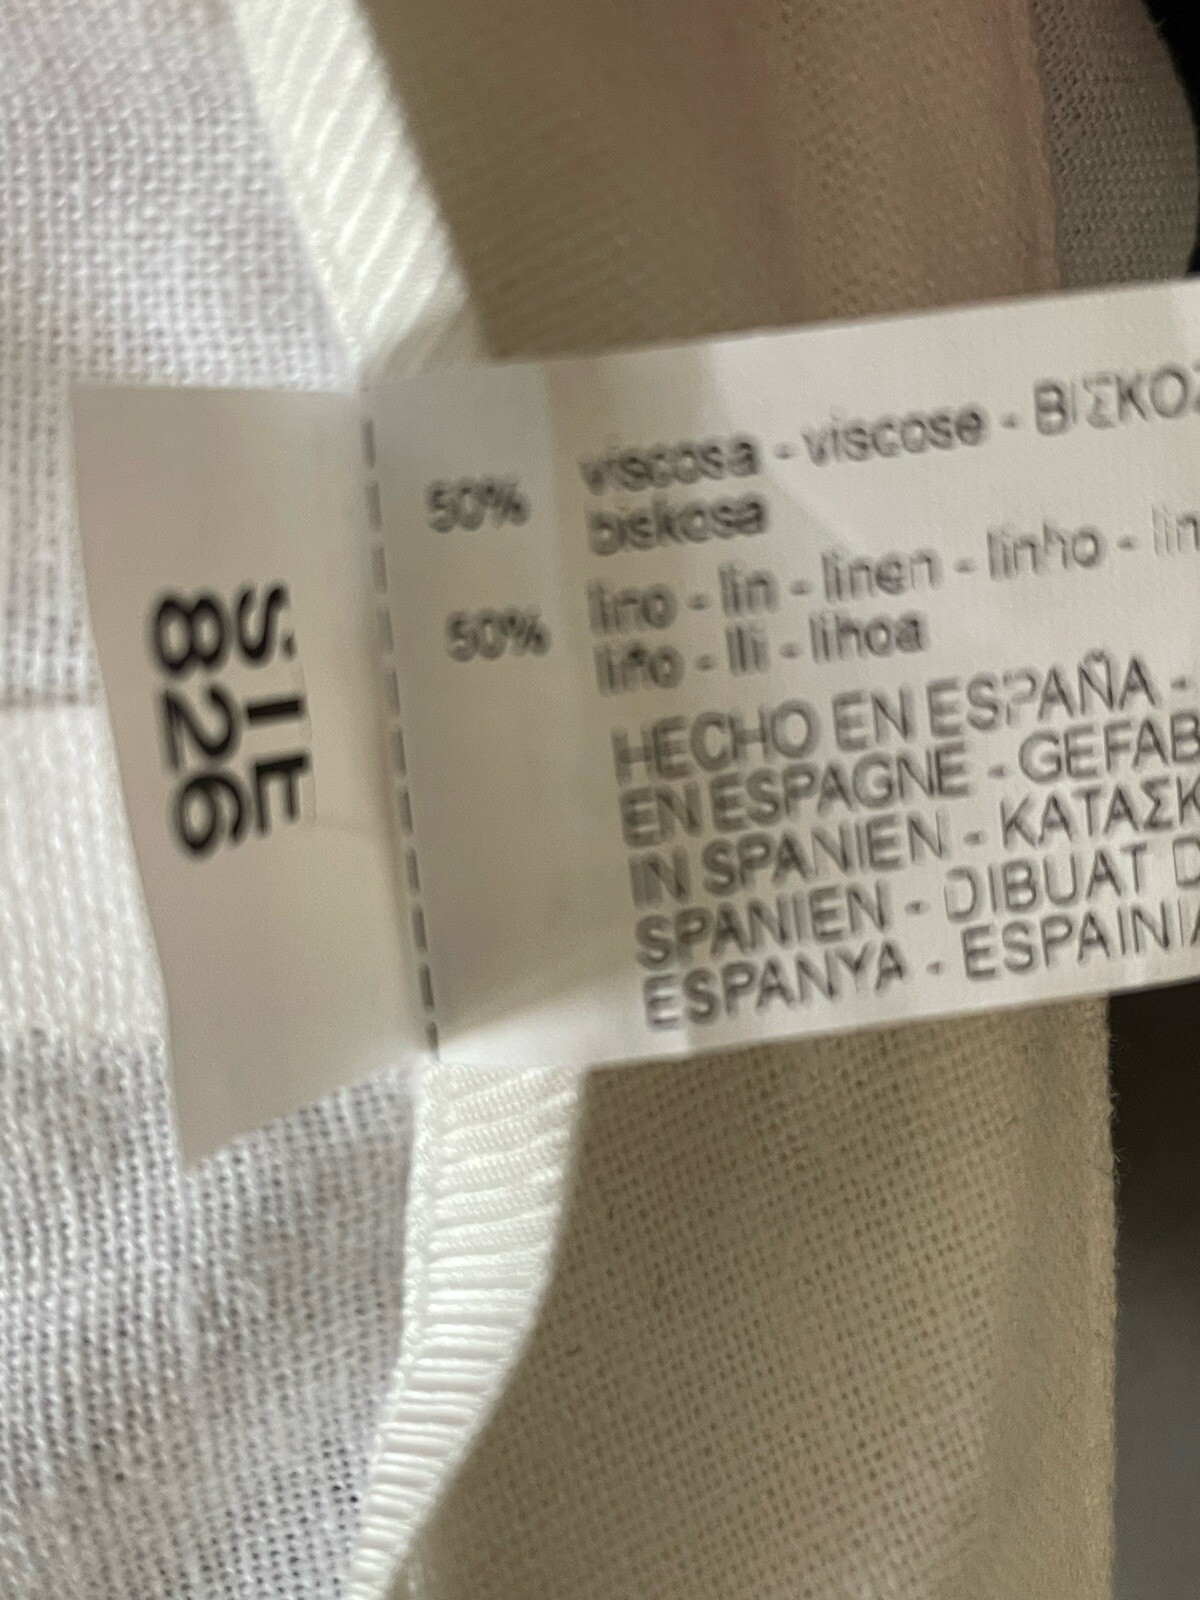 SIE
826
50% viscosa - viscose - ΒΙΣΚΟΖ
biskosa
50% lino - lin - linen - linho - lin
liño - lli - lihoa
HECHO EN ESPAÑA -
EN ESPAGNE - GEFAB
IN SPANIEN - ΚΑΤΑΣΚ
SPANIEN - DIBUAT D
ESPANYA - ESPAINIA